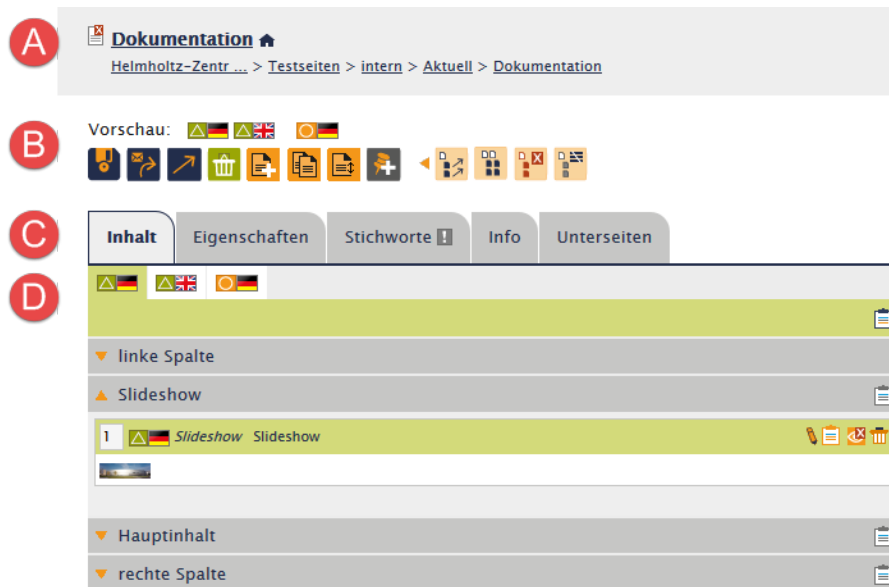 A
Dokumentation
Helmholtz-Zentr ... > Testseiten > intern > Aktuell > Dokumentation
B
Vorschau:
C
Inhalt Eigenschaften Stichworte ! Info Unterseiten
D
linke Spalte
Slideshow
1 Slideshow Slideshow
Hauptinhalt
rechte Spalte